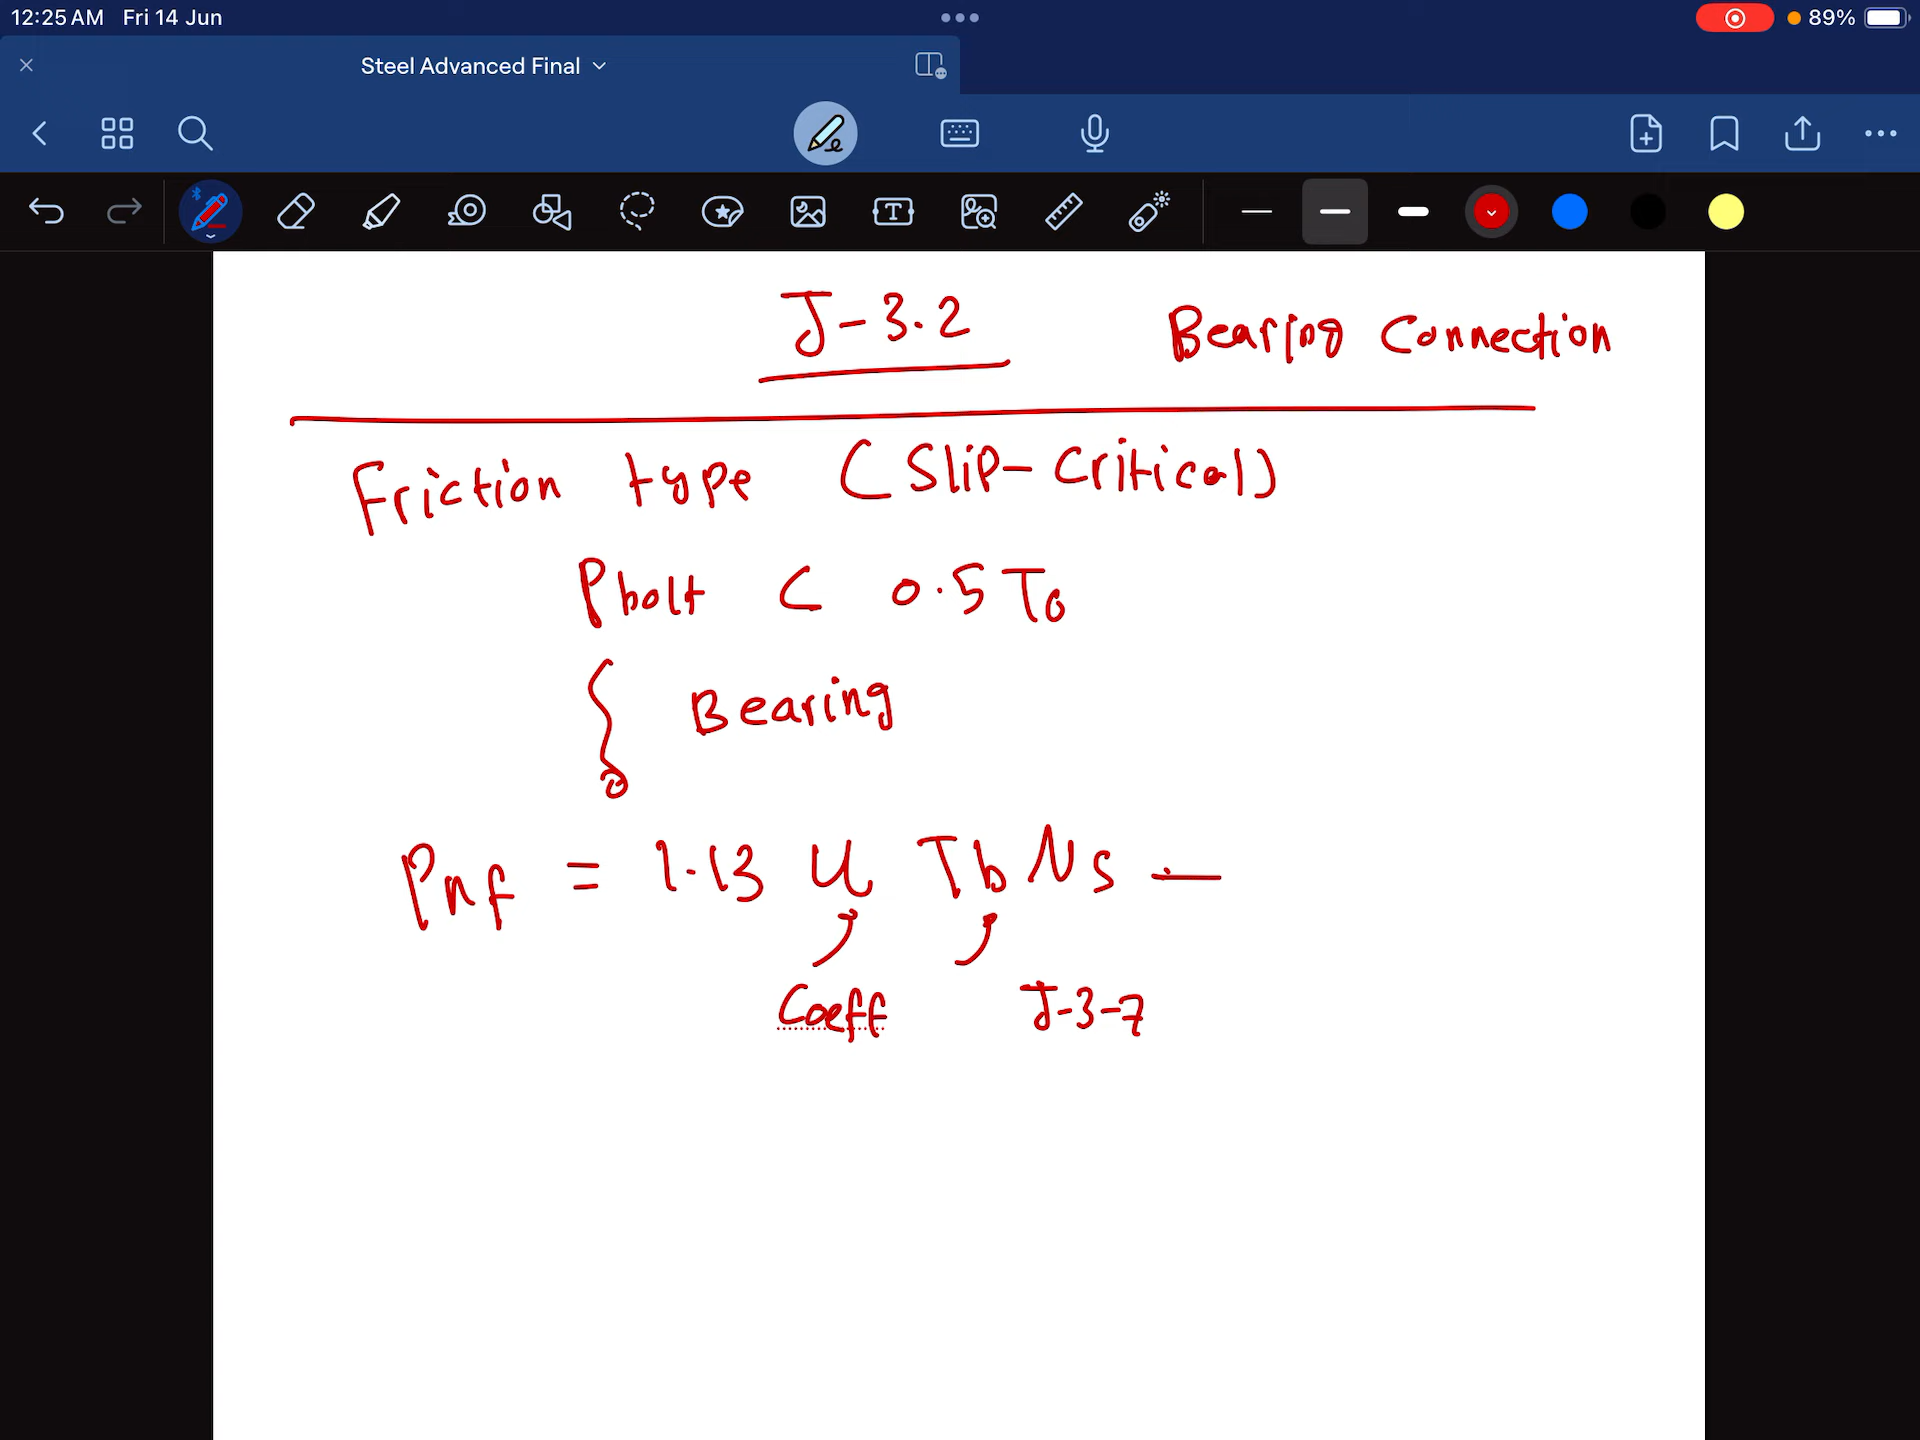 12:25 AM Fri 14 Jun
89%
Steel Advanced Final
J-3.2 Bearing Connection
Friction type (Slip-Critical)
Pbolt < 0.5 To
Bearing
Pnf = 1.13 U Tb Ns —
Coeff J-3-7